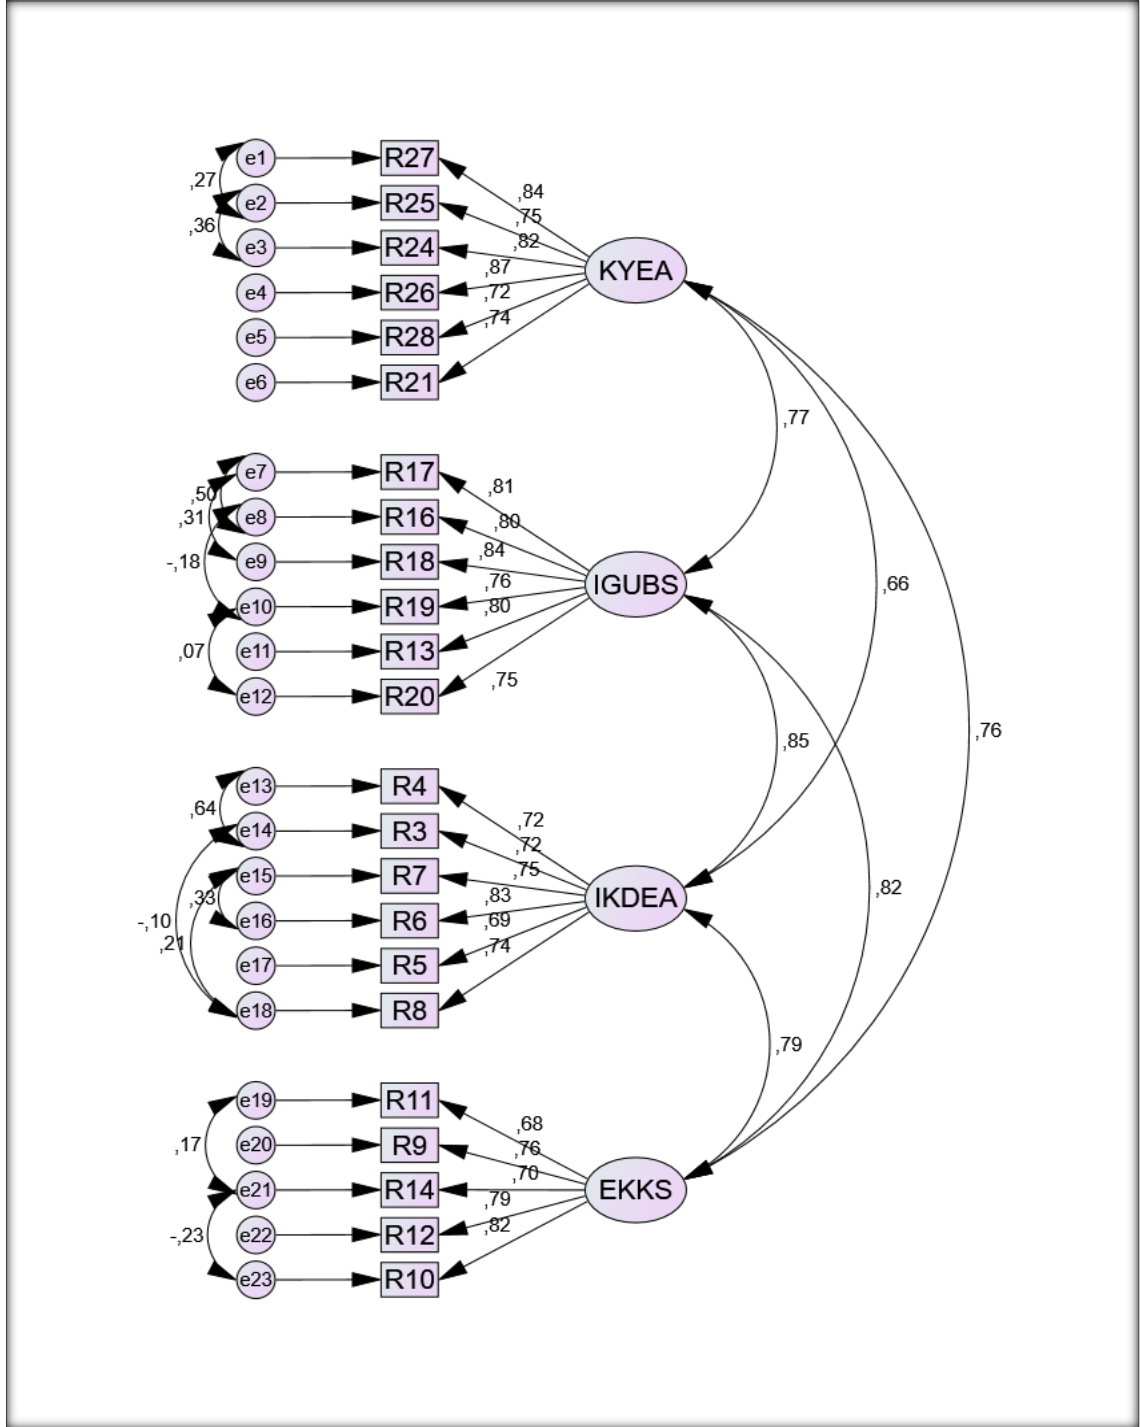 e1 R27
,27 ,84
e2 R25 ,75
,36
e3 R24 ,82
KYEA
e4 R26 ,87
,72
e5 R28 ,74
e6 R21
,77
e7 R17
,50 ,81
,31 e8 R16 ,80
-,18 e9 R18 ,84
IGUBS ,66
,76
e10 R19 ,80
,07 e11 R13
e12 R20 ,75
,76
,85
e13 R4
,64 ,72
e14 R3 ,72
e15 R7 ,75
,33 ,83
IKDEA ,82
-,10 e16 R6 ,69
,21 ,74
e17 R5
e18 R8
,79
e19 R11
,68
,17 e20 R9 ,76
,70
e21 R14 EKKS
,79
-,23 e22 R12 ,82
e23 R10